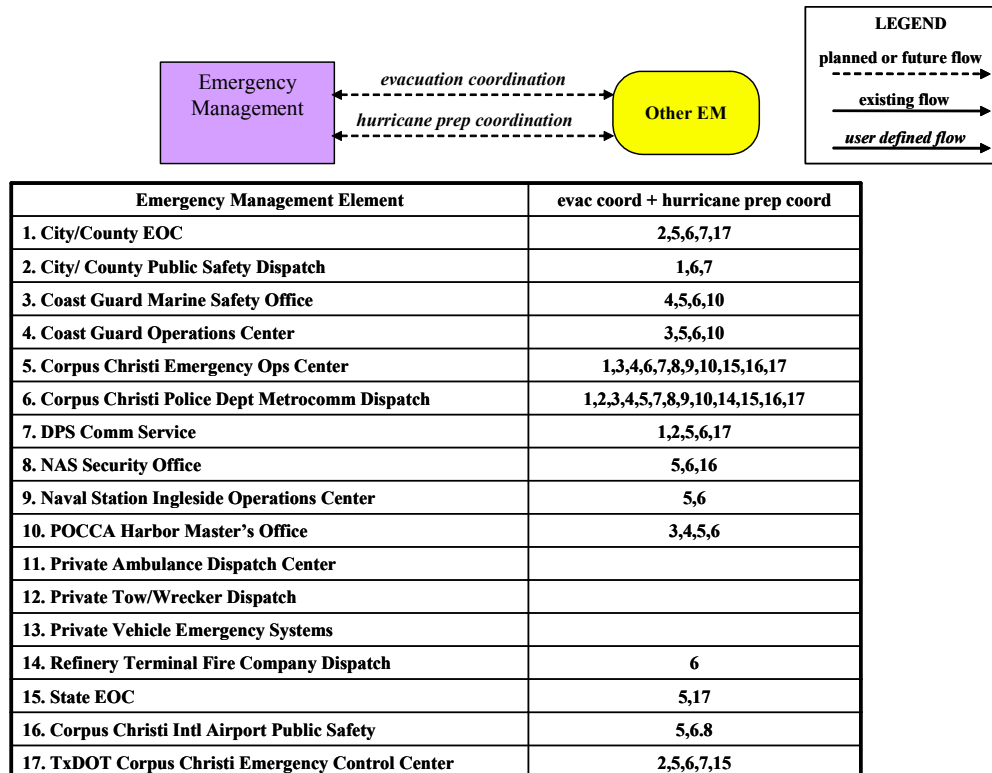 LEGEND
planned or future flow
existing flow
user defined flow
Emergency
Management
evacuation coordination
hurricane prep coordination
Other EM
Emergency Management Element evac coord + hurricane prep coord
1. City/County EOC 2,5,6,7,17
2. City/ County Public Safety Dispatch 1,6,7
3. Coast Guard Marine Safety Office 4,5,6,10
4. Coast Guard Operations Center 3,5,6,10
5. Corpus Christi Emergency Ops Center 1,3,4,6,7,8,9,10,15,16,17
6. Corpus Christi Police Dept Metrocomm Dispatch 1,2,3,4,5,7,8,9,10,14,15,16,17
7. DPS Comm Service 1,2,5,6,17
8. NAS Security Office 5,6,16
9. Naval Station Ingleside Operations Center 5,6
10. POCCA Harbor Master’s Office 3,4,5,6
11. Private Ambulance Dispatch Center
12. Private Tow/Wrecker Dispatch
13. Private Vehicle Emergency Systems
14. Refinery Terminal Fire Company Dispatch 6
15. State EOC 5,17
16. Corpus Christi Intl Airport Public Safety 5,6.8
17. TxDOT Corpus Christi Emergency Control Center 2,5,6,7,15